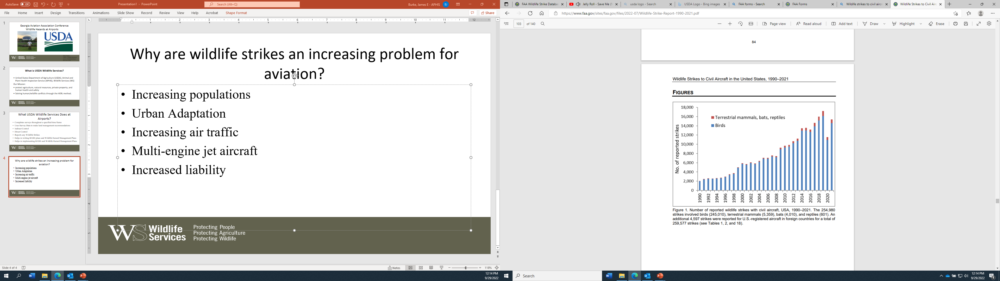 AutoSave Off
Presentation1 - PowerPoint
Search (Alt+Q)
Burke, James E - APHIS BJ
File Home Insert Design Transitions Animations Slide Show Record Review View Help Acrobat Shape Format
Share
1
Georgia Aviation Association Conference
Wildlife Hazards at Airports
USDA
WS Wildlife Services
2
What is USDA Wildlife Services?
• United States Department of Agriculture (USDA), Animal and
Plant Health Inspection Service (APHIS), Wildlife Services (WS)
Our Mission:
• protect agriculture, natural resources, private property, and
human health and safety
• Solving human/wildlife conflicts through the HERL method.
WS Wildlife Services
3
What USDA Wildlife Services Does at
Airports?
• Completes surveys throughout a specified time frame
• Uses Survey Data to make land management recommendations
• Indirect Control
• Direct Control
• Reports any Wildlife Strikes
• Helps in writing BASH plans and Wildlife Hazard Management Plans
• Helps in implementing BASH and Wildlife Hazard Management Plans
WS Wildlife Services
4
Why are wildlife strikes an increasing problem for
aviation?
• Increasing populations
• Urban Adaptation
• Increasing air traffic
• Multi-engine jet aircraft
• Increased liability
WS Wildlife Services
Why are wildlife strikes an increasing problem for
aviation?
• Increasing populations
• Urban Adaptation
• Increasing air traffic
• Multi-engine jet aircraft
• Increased liability
WS Wildlife
Services
Protecting People
Protecting Agriculture
Protecting Wildlife
Slide 4 of 4
Notes
118%
12:14 PM
9/29/2022
FAA Wildlife Strike Databa
Jelly Roll - Save Me (
usda logo - Search
USDA Logo - Bing images
FAA forms - Search
FAA Forms
Wildife strikes to civil aircr
Wildlife Strikes to Civil Airc
https://www.faa.gov/sites/faa.gov/files/2022-07/Wildlife-Strike-Report-1990-2021.pdf
103 of 140
Page view
Read aloud
Add text
Draw
Highlight
Erase
84
Wildlife Strikes to Civil Aircraft in the United States, 1990–2021
FIGURES
No. of reported strikes
18,000
16,000
14,000
12,000
10,000
8,000
6,000
4,000
2,000
0
Terrestrial mammals, bats, reptiles
Birds
1990 1992 1994 1996 1998 2000 2002 2004 2006 2008 2010 2012 2014 2016 2018 2020
Figure 1. Number of reported wildlife strikes with civil aircraft, USA, 1990–2021. The 254,980
strikes involved birds (245,010), terrestrial mammals (5,359), bats (4,010), and reptiles (601). An
additional 4,597 strikes were reported for U.S.-registered aircraft in foreign countries for a total of
259,577 strikes (see Tables 1, 2, and 18).
Search
12:14 PM
9/29/2022